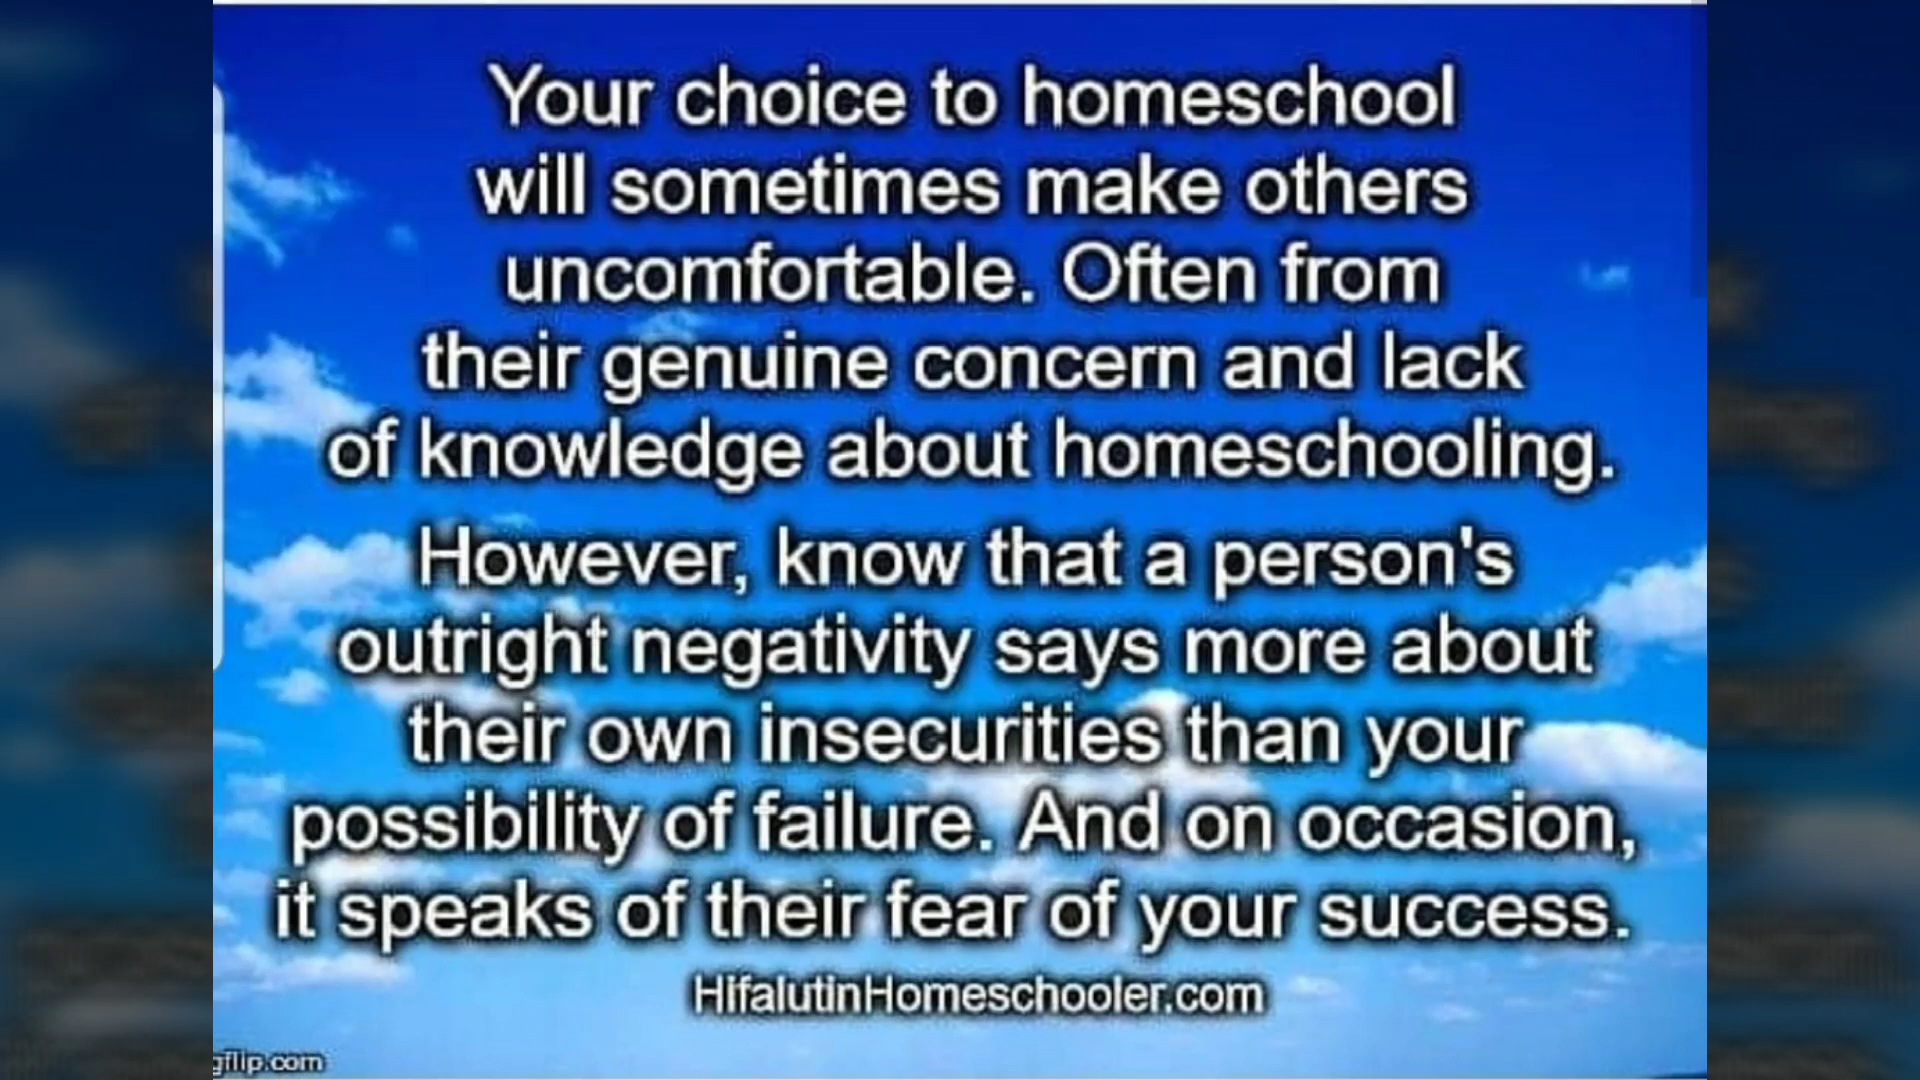 Your choice to homeschool
will sometimes make others
uncomfortable. Often from
their genuine concern and lack
of knowledge about homeschooling.
However, know that a person's
outright negativity says more about
their own insecurities than your
possibility of failure. And on occasion,
it speaks of their fear of your success.
HifalutinHomeschooler.com
gflip.com